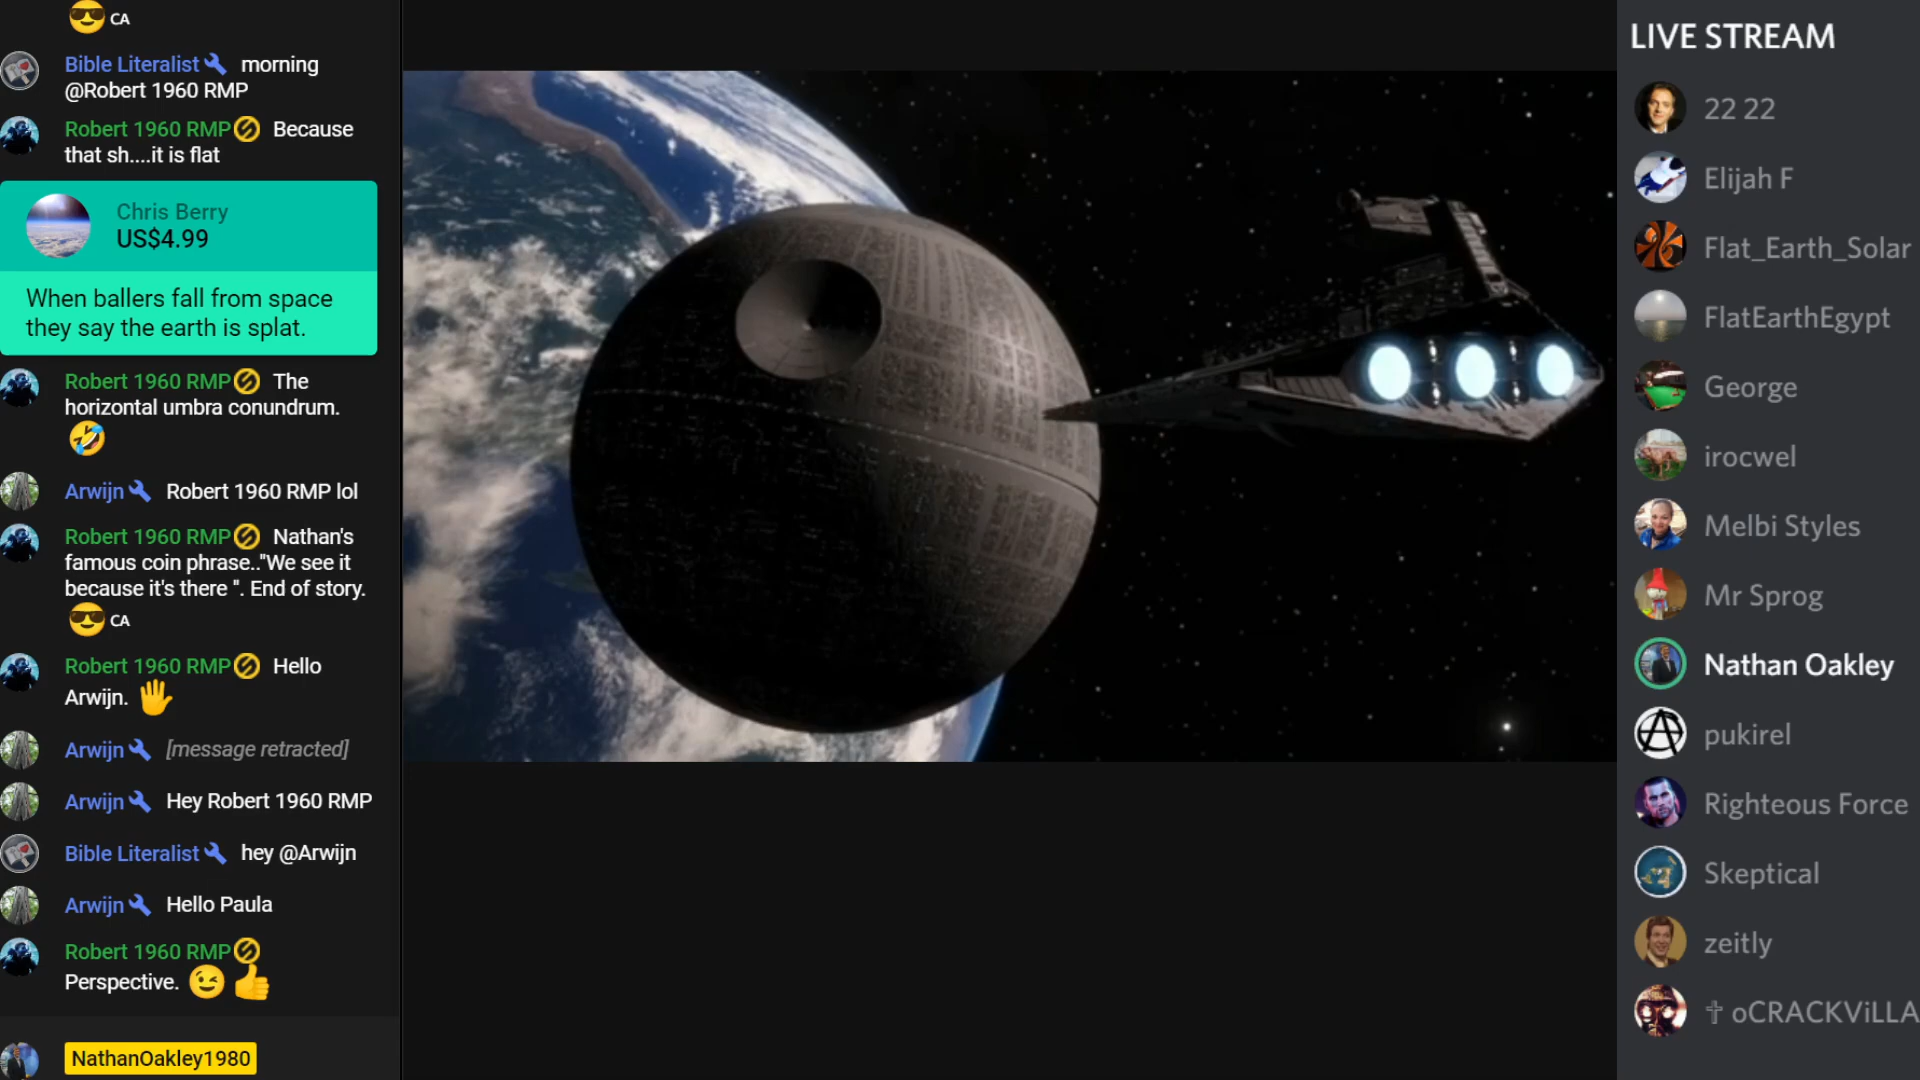 CA
Bible Literalist morning
@Robert 1960 RMP
Robert 1960 RMP Because
that sh....it is flat
Chris Berry
US$4.99
When ballers fall from space
they say the earth is splat.
Robert 1960 RMP The
horizontal umbra conundrum.
Arwijn Robert 1960 RMP lol
Robert 1960 RMP Nathan's
famous coin phrase.."We see it
because it's there ". End of story.
CA
Robert 1960 RMP Hello
Arwijn.
Arwijn [message retracted]
Arwijn Hey Robert 1960 RMP
Bible Literalist hey @Arwijn
Arwijn Hello Paula
Robert 1960 RMP
Perspective.
NathanOakley1980
LIVE STREAM
22 22
Elijah F
Flat_Earth_Solar
FlatEarthEgypt
George
irocwel
Melbi Styles
Mr Sprog
Nathan Oakley
pukirel
Righteous Force
Skeptical
zeitly
✝ oCRACKViLLA